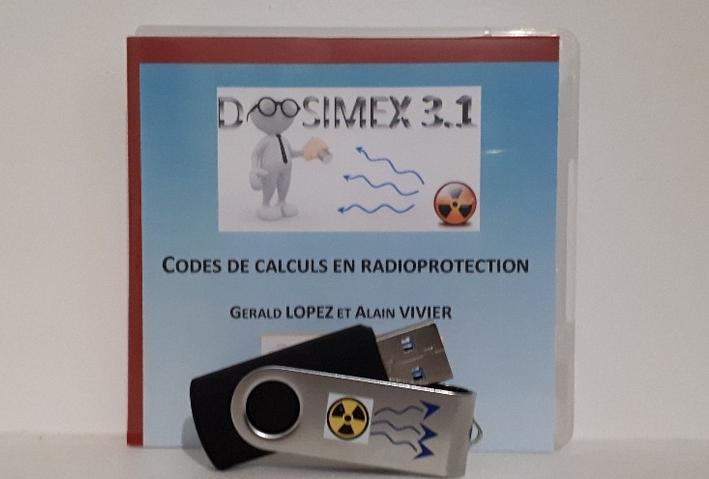 DOSIMEX 3.1
CODES DE CALCULS EN RADIOPROTECTION
GERALD LOPEZ ET ALAIN VIVIER